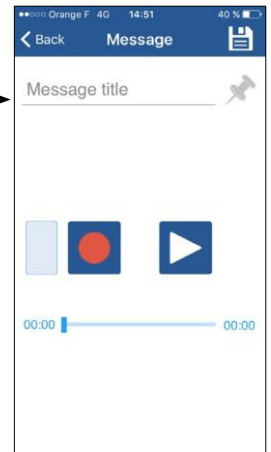 ●●○○○ Orange F 4G 14:51 40 %
Back Message
Message title
00:00 00:00